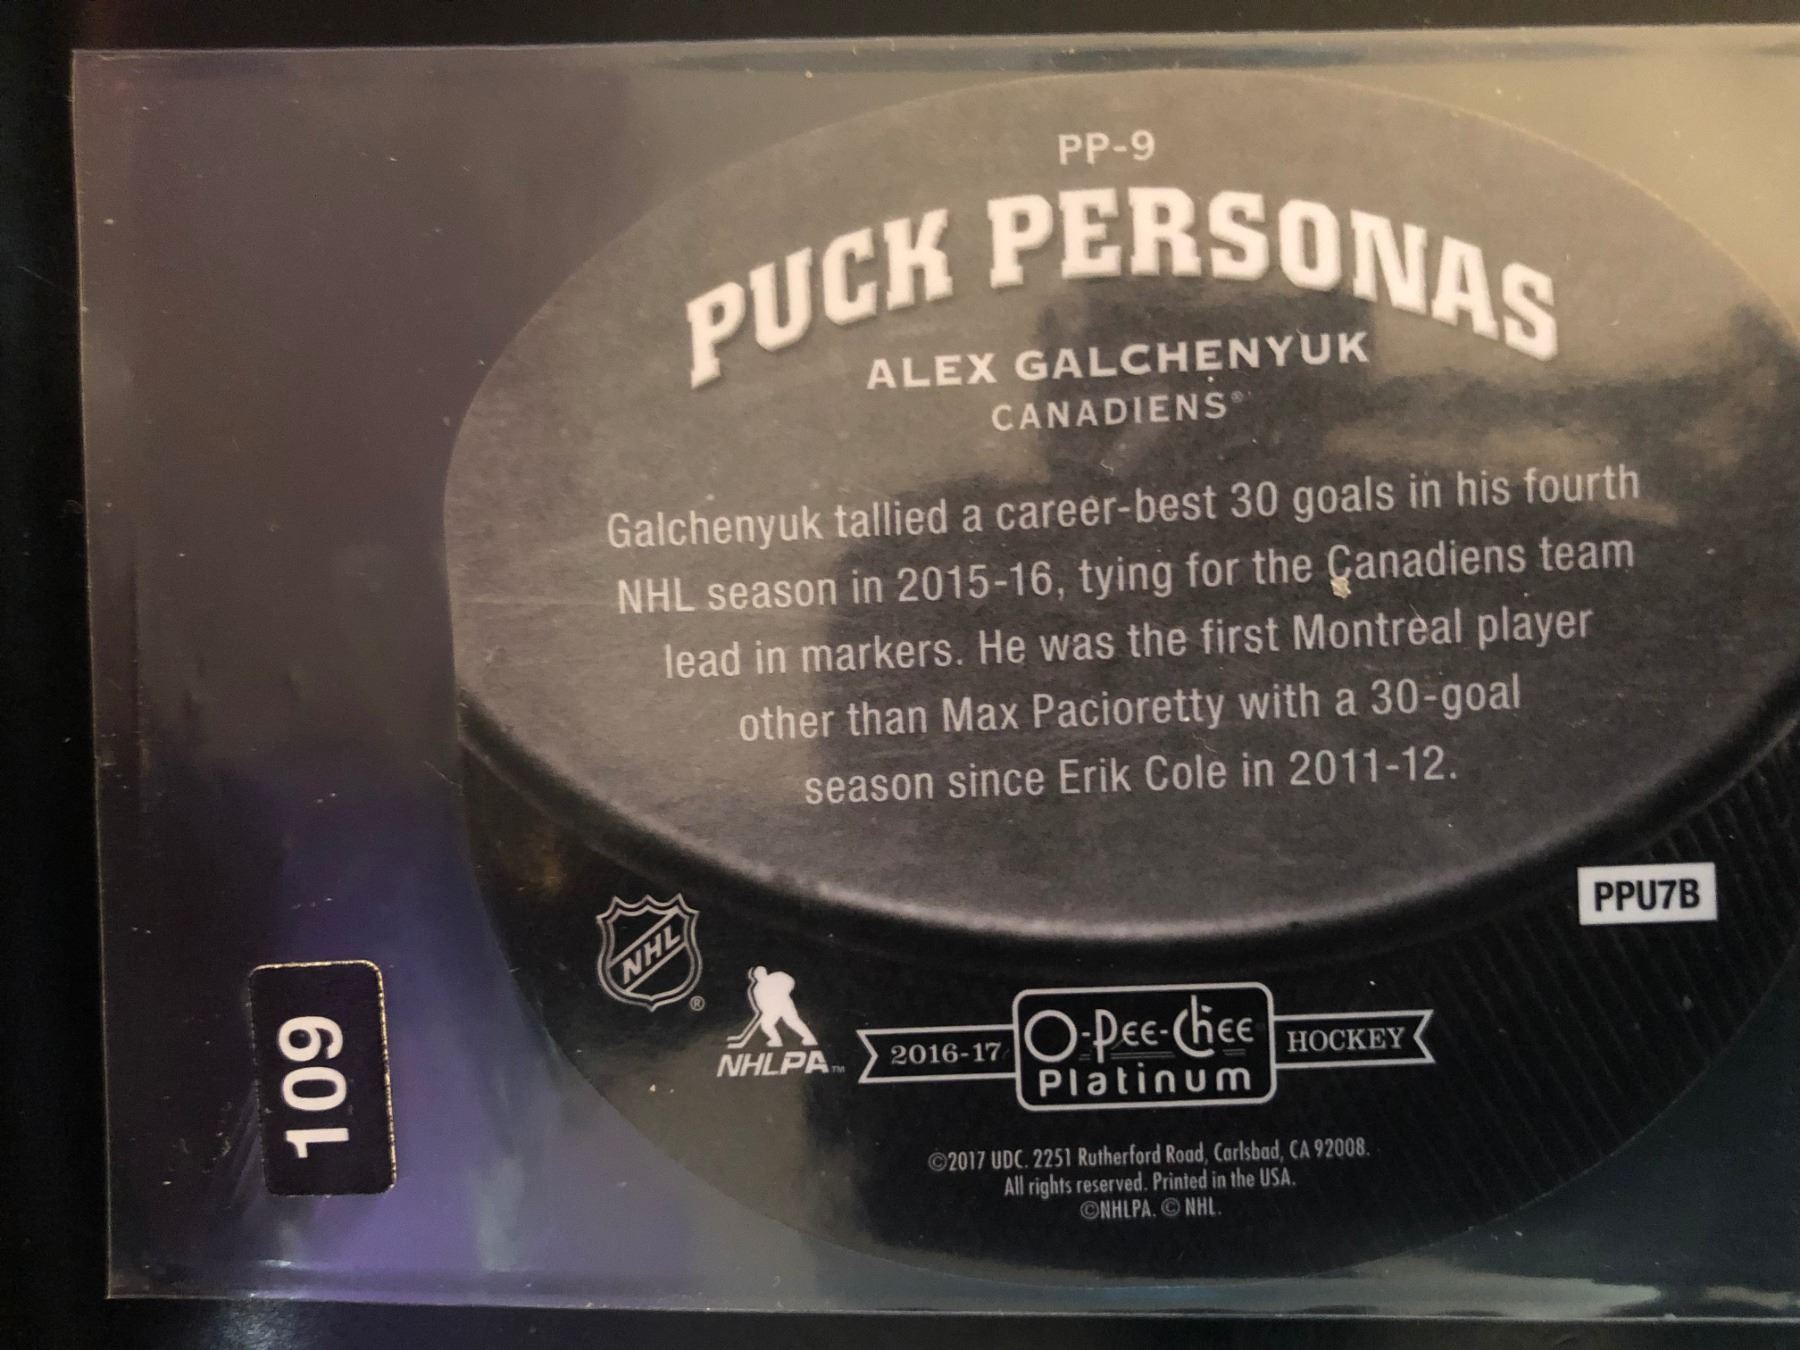 PP-9
PUCK PERSONAS
ALEX GALCHENYUK
CANADIENS®
Galchenyuk tallied a career-best 30 goals in his fourth
NHL season in 2015-16, tying for the Canadiens team
lead in markers. He was the first Montreal player
other than Max Pacioretty with a 30-goal
season since Erik Cole in 2011-12.
PPU7B
NHL ®
NHLPA™
2016-17 O-Pee-Chee HOCKEY
Platinum
©2017 UDC. 2251 Rutherford Road, Carlsbad, CA 92008.
All rights reserved. Printed in the USA.
©NHLPA. © NHL.
109